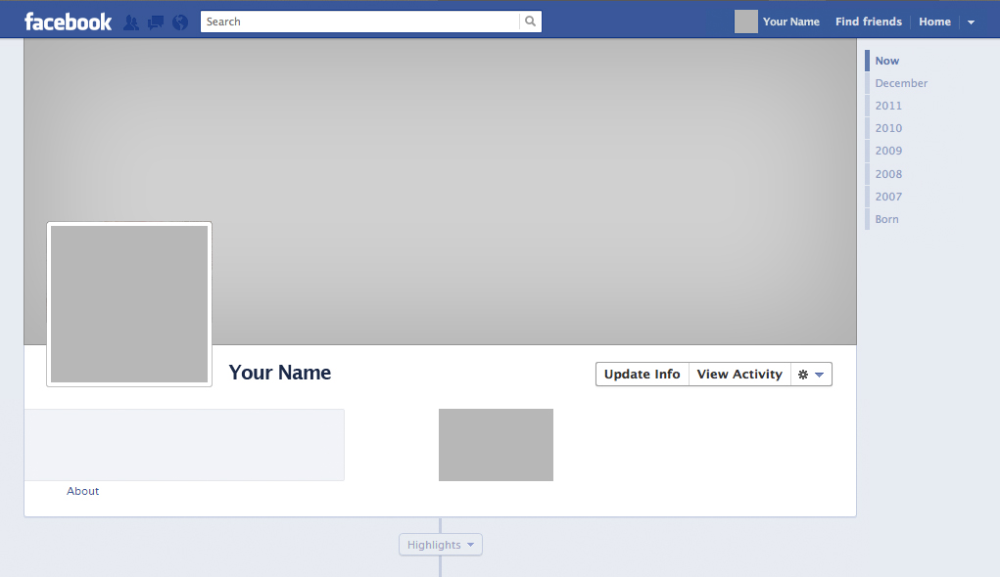 facebook
Search
Your Name
Find friends
Home
Now
December
2011
2010
2009
2008
2007
Born
Your Name
Update Info
View Activity
About
Highlights